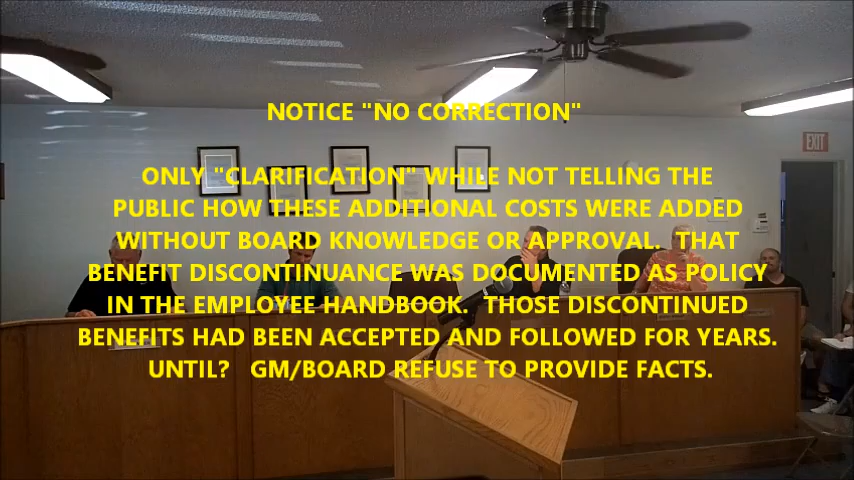 NOTICE "NO CORRECTION"
ONLY "CLARIFICATION" WHILE NOT TELLING THE
PUBLIC HOW THESE ADDITIONAL COSTS WERE ADDED
WITHOUT BOARD KNOWLEDGE OR APPROVAL. THAT
BENEFIT DISCONTINUANCE WAS DOCUMENTED AS POLICY
IN THE EMPLOYEE HANDBOOK. THOSE DISCONTINUED
BENEFITS HAD BEEN ACCEPTED AND FOLLOWED FOR YEARS.
UNTIL? GM/BOARD REFUSE TO PROVIDE FACTS.
EXIT